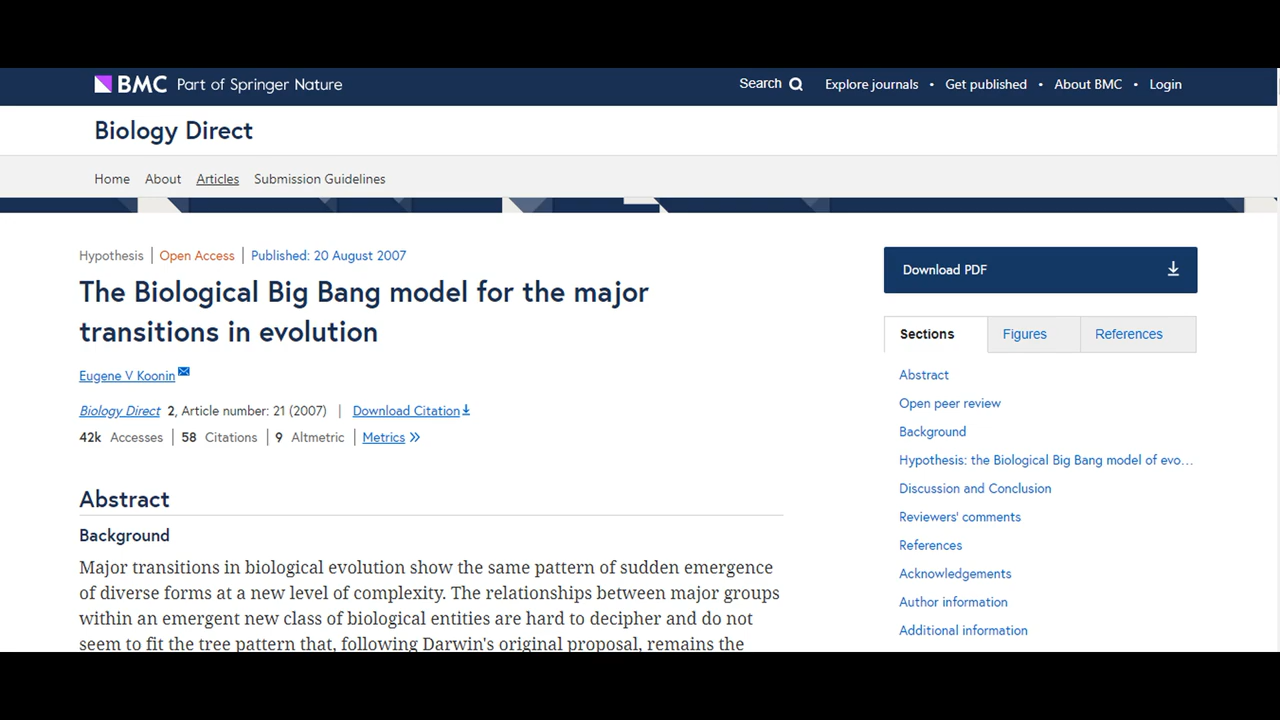 BMC Part of Springer Nature
Search Explore journals • Get published • About BMC • Login
Biology Direct
Home About Articles Submission Guidelines
Hypothesis | Open Access | Published: 20 August 2007
The Biological Big Bang model for the major
transitions in evolution
Eugene V Koonin
Biology Direct 2, Article number: 21 (2007) | Download Citation
42k Accesses | 58 Citations | 9 Altmetric | Metrics »
Abstract
Background
Major transitions in biological evolution show the same pattern of sudden emergence
of diverse forms at a new level of complexity. The relationships between major groups
within an emergent new class of biological entities are hard to decipher and do not
seem to fit the tree pattern that, following Darwin's original proposal, remains the
Download PDF
Sections Figures References
Abstract
Open peer review
Background
Hypothesis: the Biological Big Bang model of evo...
Discussion and Conclusion
Reviewers' comments
References
Acknowledgements
Author information
Additional information